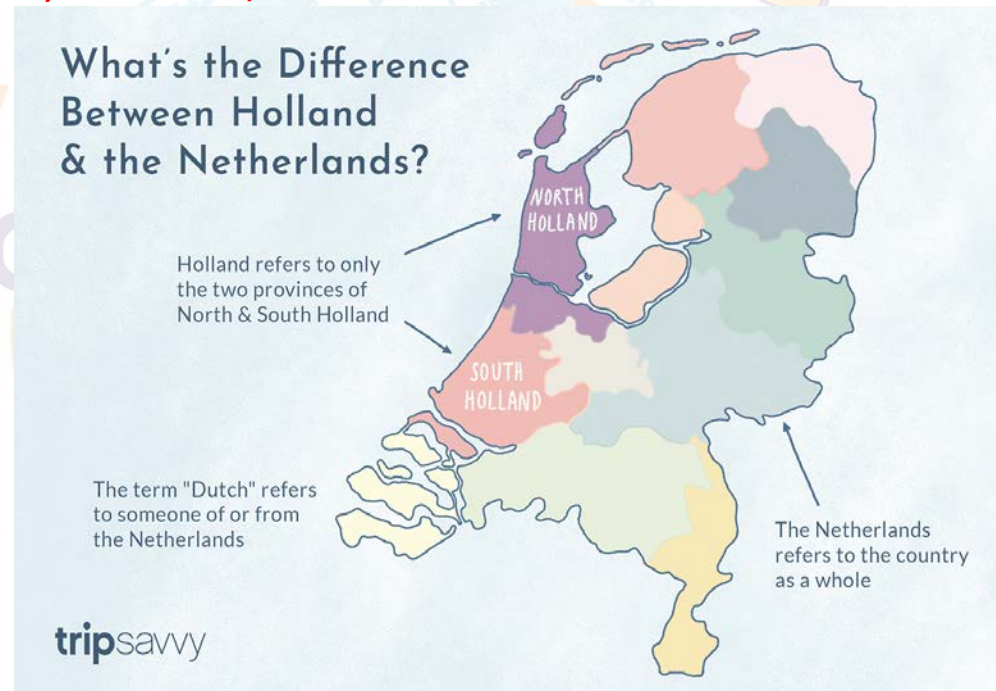 What's the Difference
Between Holland
& the Netherlands?
NORTH
HOLLAND
Holland refers to only
the two provinces of
North & South Holland
SOUTH
HOLLAND
The term "Dutch" refers
to someone of or from
the Netherlands
The Netherlands
refers to the country
as a whole
tripsavvy